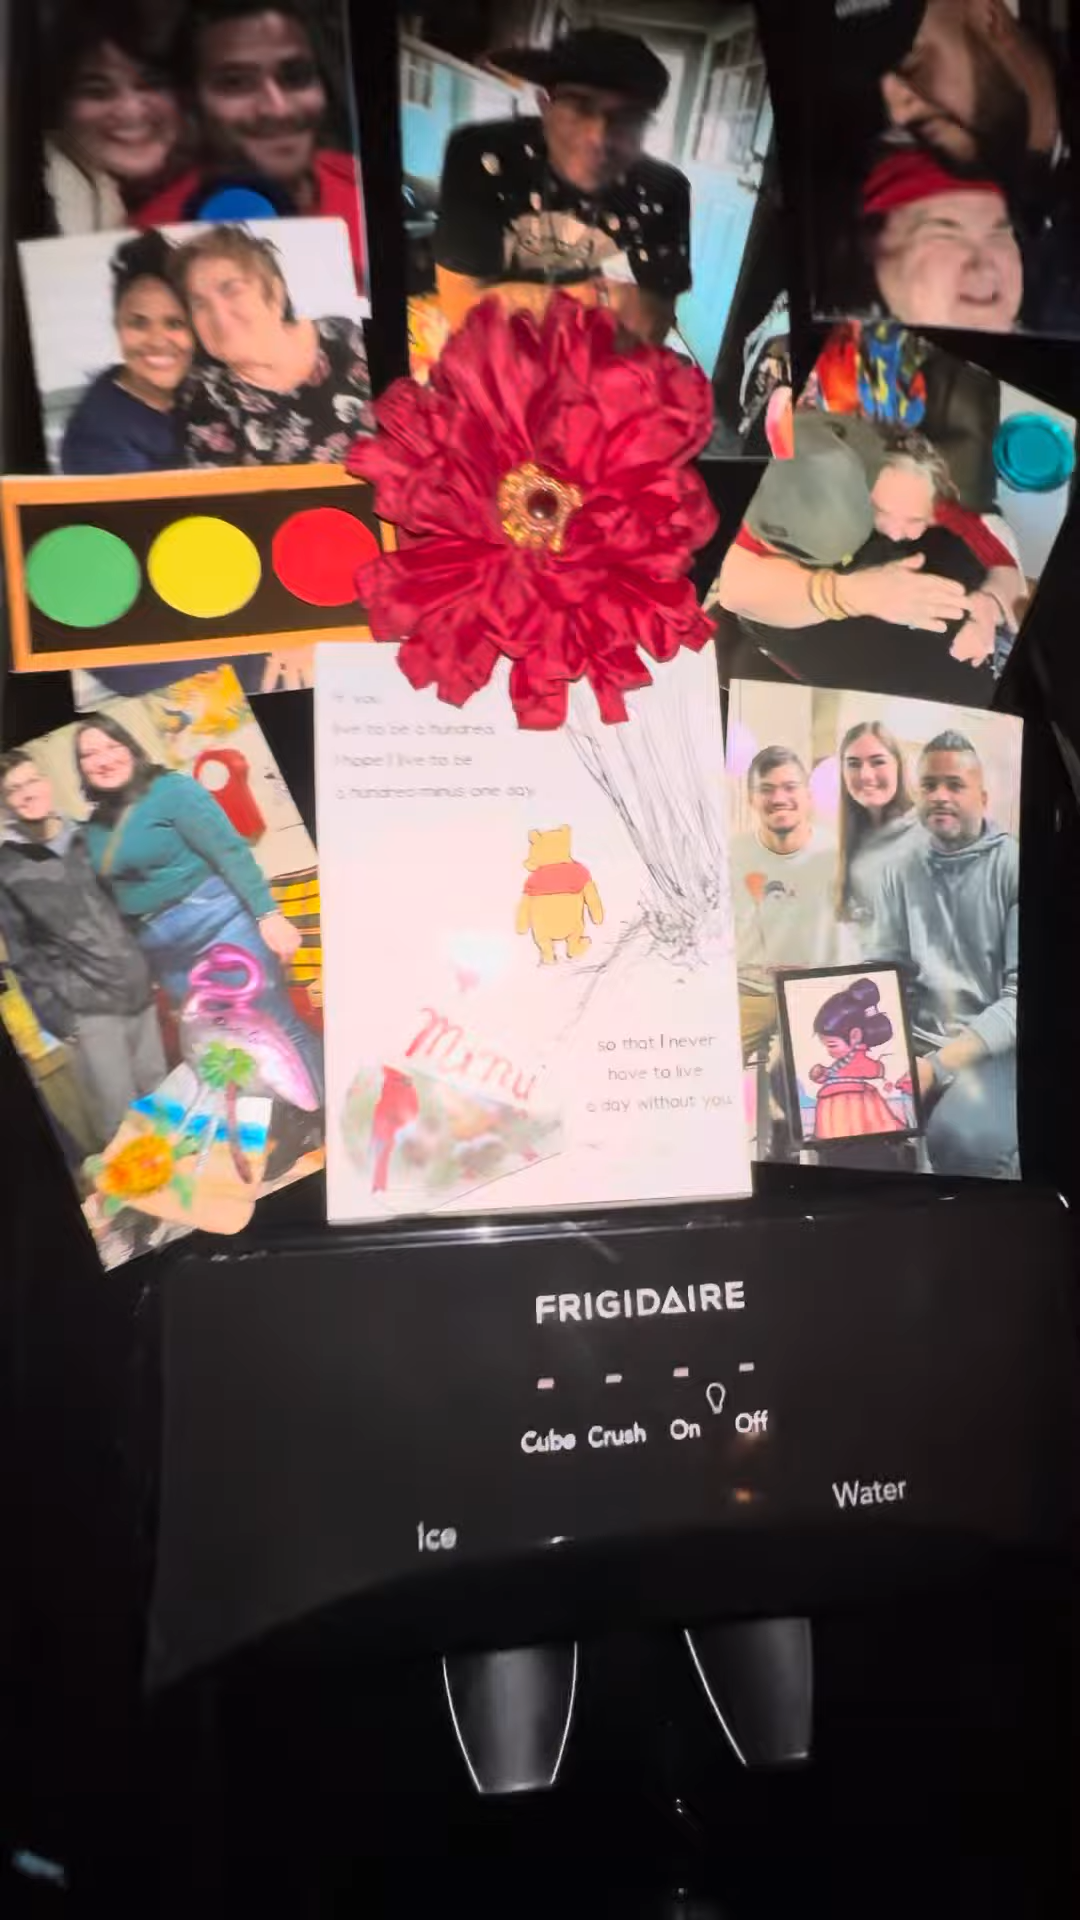 If you
live to be a hundred
I hope I live to be
a hundred minus one day
Mimi
so that I never
have to live
a day without you
FRIGIDAIRE
Cube Crush On Off
Water
Ice